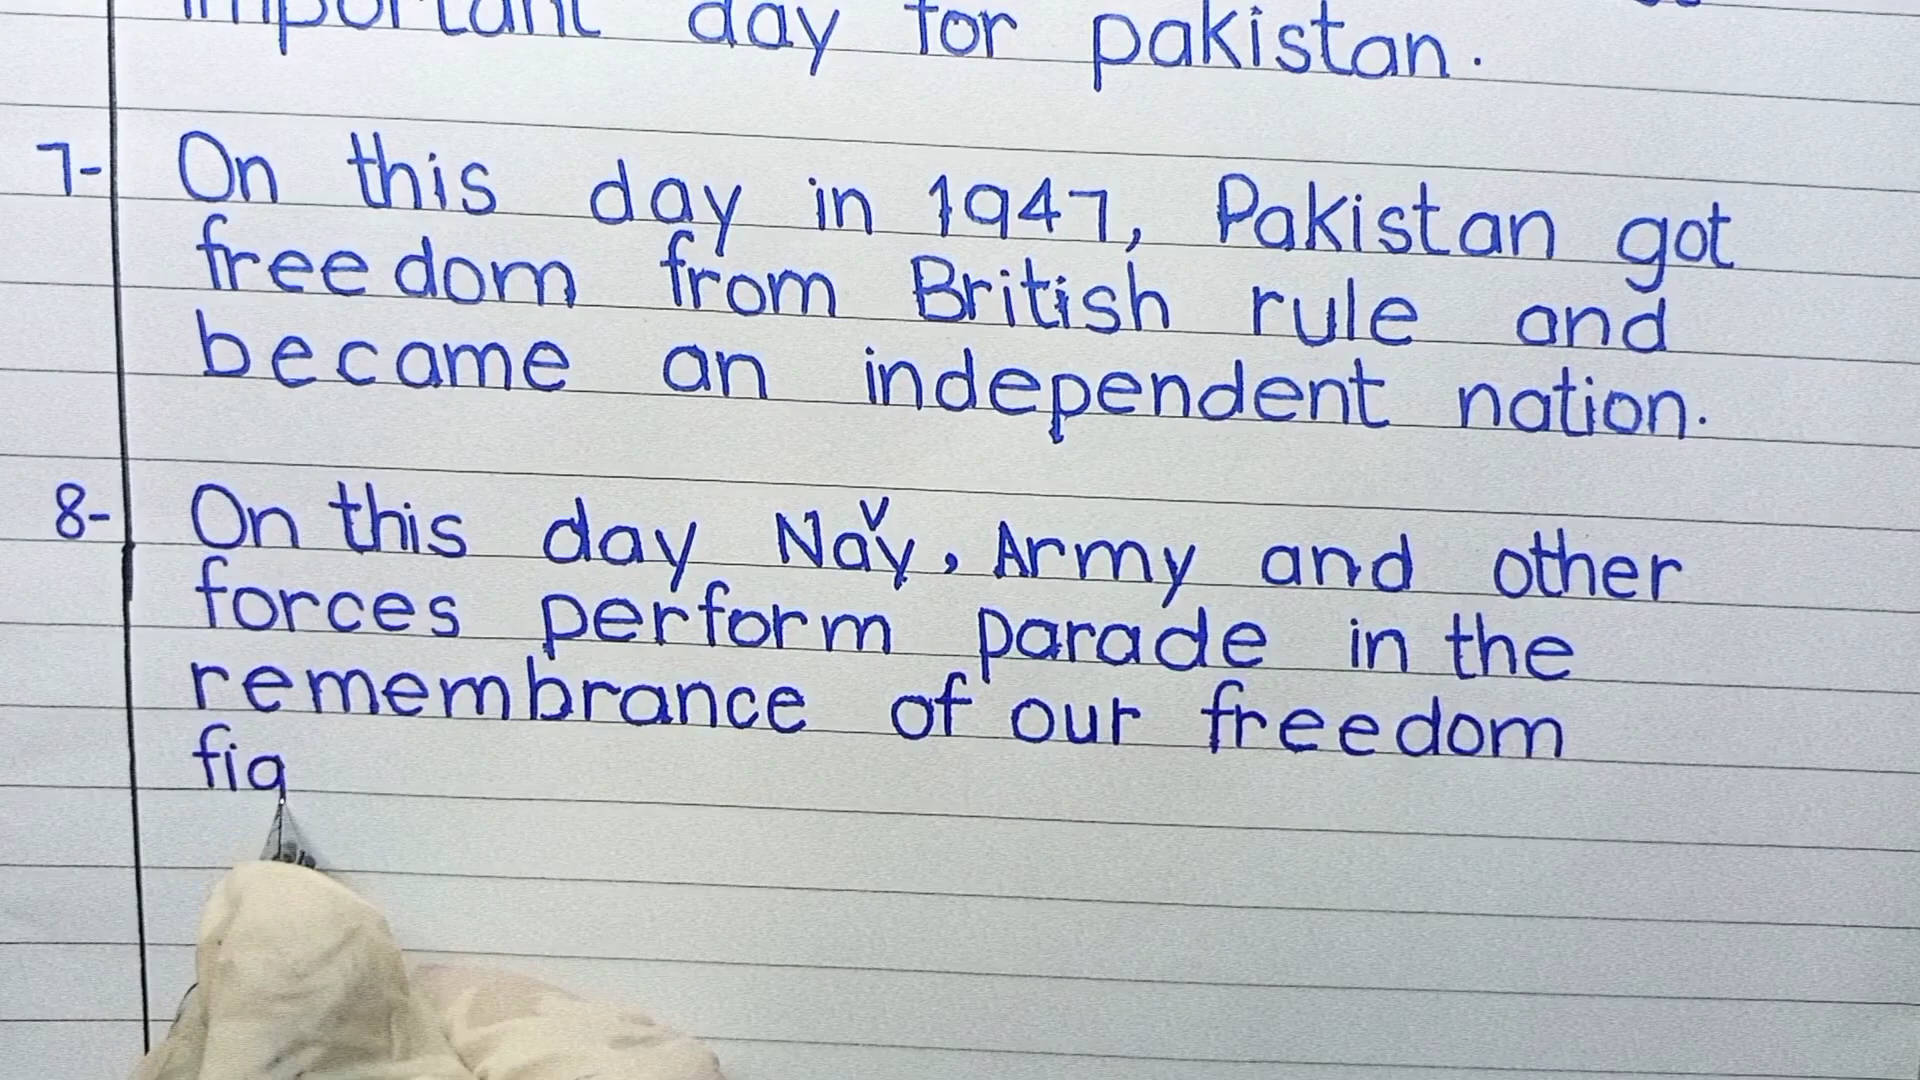 important day for pakistan.
7- On this day in 1947, Pakistan got
freedom from British rule and
became an independent nation.
8- On this day Navy, Army and other
forces perform parade in the
remembrance of our freedom
fig